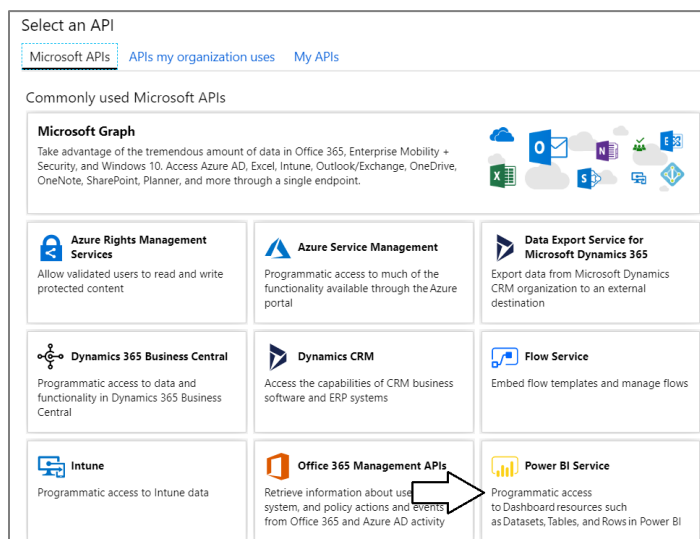 Select an API
Microsoft APIs APIs my organization uses My APIs
Commonly used Microsoft APIs
Microsoft Graph
Take advantage of the tremendous amount of data in Office 365, Enterprise Mobility +
Security, and Windows 10. Access Azure AD, Excel, Intune, Outlook/Exchange, OneDrive,
OneNote, SharePoint, Planner, and more through a single endpoint.
Azure Rights Management
Services
Allow validated users to read and write
protected content
Azure Service Management
Programmatic access to much of the
functionality available through the Azure
portal
Data Export Service for
Microsoft Dynamics 365
Export data from Microsoft Dynamics
CRM organization to an external
destination
Dynamics 365 Business Central
Programmatic access to data and
functionality in Dynamics 365 Business
Central
Dynamics CRM
Access the capabilities of CRM business
software and ERP systems
Flow Service
Embed flow templates and manage flows
Intune
Programmatic access to Intune data
Office 365 Management APIs
Retrieve information about
system, and policy actions and events
from Office 365 and Azure AD activity
Power BI Service
Programmatic access
to Dashboard resources such
as Datasets, Tables, and Rows in Power BI